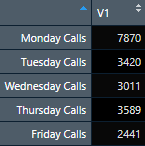 V1
Monday Calls 7870
Tuesday Calls 3420
Wednesday Calls 3011
Thursday Calls 3589
Friday Calls 2441